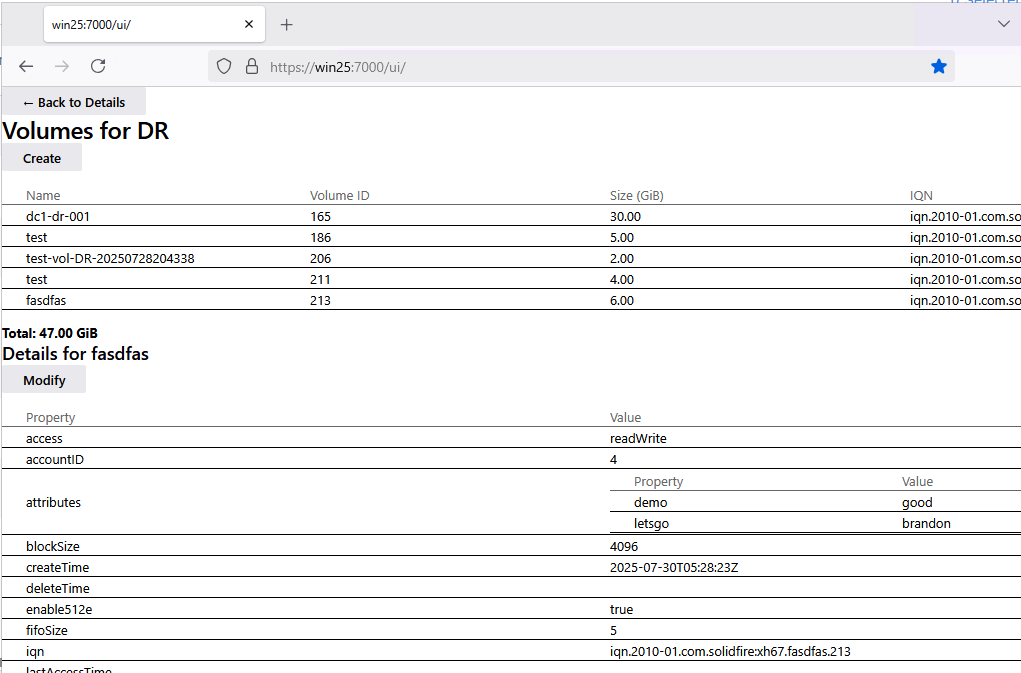 win25:7000/ui/
https://win25:7000/ui/
← Back to Details
Volumes for DR
Create
Name Volume ID Size (GiB) IQN
dc1-dr-001 165 30.00 iqn.2010-01.com.so
test 186 5.00 iqn.2010-01.com.so
test-vol-DR-20250728204338 206 2.00 iqn.2010-01.com.so
test 211 4.00 iqn.2010-01.com.so
fasdfas 213 6.00 iqn.2010-01.com.so
Total: 47.00 GiB
Details for fasdfas
Modify
Property Value
access readWrite
accountID 4
attributes
Property Value
demo good
letsgo brandon
blockSize 4096
createTime 2025-07-30T05:28:23Z
deleteTime
enable512e true
fifoSize 5
iqn iqn.2010-01.com.solidfire:xh67.fasdfas.213
lastAccessTime